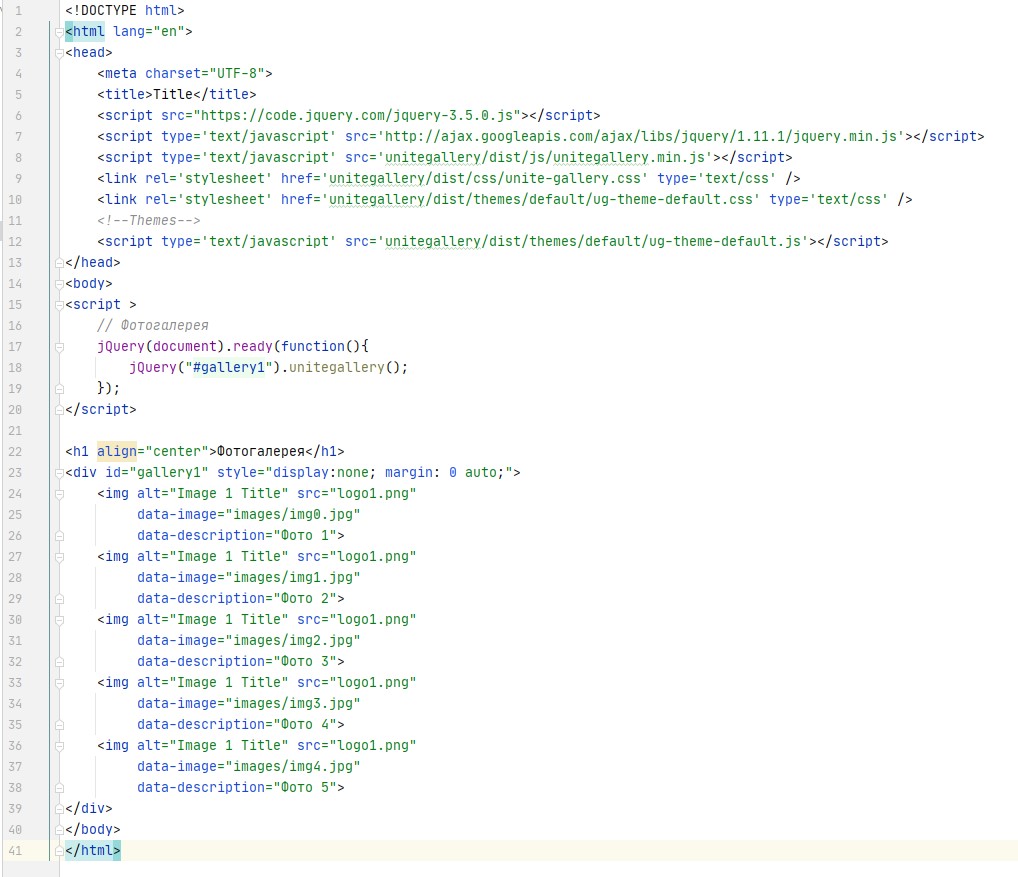 1 <!DOCTYPE html>
2 <html lang="en">
3 <head>
4     <meta charset="UTF-8">
5     <title>Title</title>
6     <script src="https://code.jquery.com/jquery-3.5.0.js"></script>
7     <script type='text/javascript' src='http://ajax.googleapis.com/ajax/libs/jquery/1.11.1/jquery.min.js'></script>
8     <script type='text/javascript' src='unitegallery/dist/js/unitegallery.min.js'></script>
9     <link rel='stylesheet' href='unitegallery/dist/css/unite-gallery.css' type='text/css' />
10     <link rel='stylesheet' href='unitegallery/dist/themes/default/ug-theme-default.css' type='text/css' />
11     <!--Themes-->
12     <script type='text/javascript' src='unitegallery/dist/themes/default/ug-theme-default.js'></script>
13 </head>
14 <body>
15 <script >
16     // Фотогалерея
17     jQuery(document).ready(function(){
18         jQuery("#gallery1").unitegallery();
19     });
20 </script>
21
22 <h1 align="center">Фотогалерея</h1>
23 <div id="gallery1" style="display:none; margin: 0 auto;">
24     <img alt="Image 1 Title" src="logo1.png"
25          data-image="images/img0.jpg"
26          data-description="Фото 1">
27     <img alt="Image 1 Title" src="logo1.png"
28          data-image="images/img1.jpg"
29          data-description="Фото 2">
30     <img alt="Image 1 Title" src="logo1.png"
31          data-image="images/img2.jpg"
32          data-description="Фото 3">
33     <img alt="Image 1 Title" src="logo1.png"
34          data-image="images/img3.jpg"
35          data-description="Фото 4">
36     <img alt="Image 1 Title" src="logo1.png"
37          data-image="images/img4.jpg"
38          data-description="Фото 5">
39 </div>
40 </body>
41 </html>